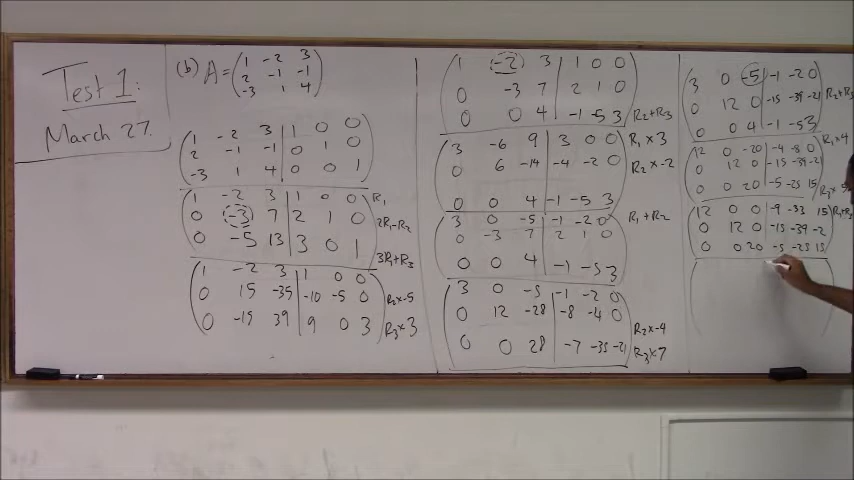 Test 1:
March 27.
(b) A = ( 1 -2 3
2 -1 -1
-3 1 4 )
1 -2 3 | 1 0 0
2 -1 -1 | 0 1 0
-3 1 4 | 0 0 1
1 -2 3 | 1 0 0 R1
0 -3 7 | 2 1 0 2R1-R2
0 -5 13 | 3 0 1 3R1+R3
1 -2 3 | 1 0 0
0 15 -35 | -10 -5 0 R2×-5
0 -15 39 | 9 0 3 R3×3
1 -2 3 | 1 0 0
0 -3 7 | 2 1 0
0 0 4 | -1 -5 3 R2+R3
3 -6 9 | 3 0 0 R1×3
0 6 -14 | -4 -2 0 R2×-2
0 0 4 | -1 -5 3
3 0 -5 | -1 -2 0 R1+R2
0 -3 7 | 2 1 0
0 0 4 | -1 -5 3
3 0 -5 | -1 -2 0
0 12 -28 | -8 -4 0 R2×-4
0 0 28 | -7 -35 21 R3×7
3 0 -5 | -1 -2 0
0 12 0 | -15 -39 21 R2+R3
0 0 4 | -1 -5 3
12 0 -20 | -4 -8 0 R1×4
0 12 0 | -15 -39 21
0 0 20 | -5 -25 15
12 0 0 | -9 -33 15 R1+R3
0 12 0 | -15 -39 -2
0 0 20 | -5 -25 15